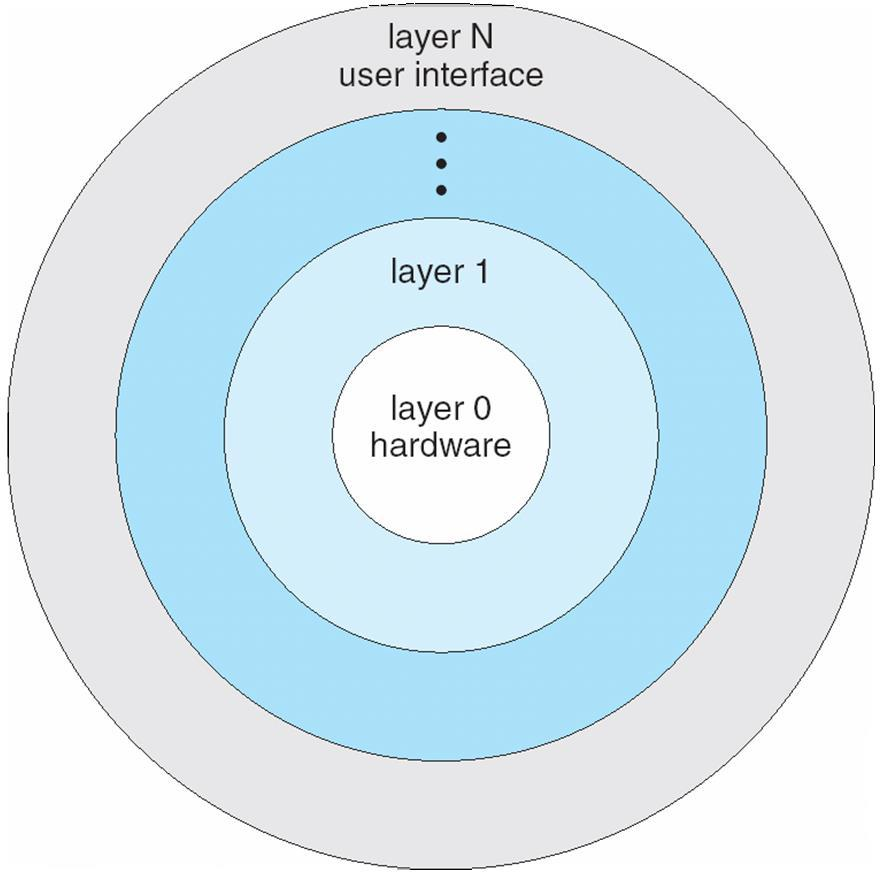 layer N
user interface
layer 1
layer 0
hardware